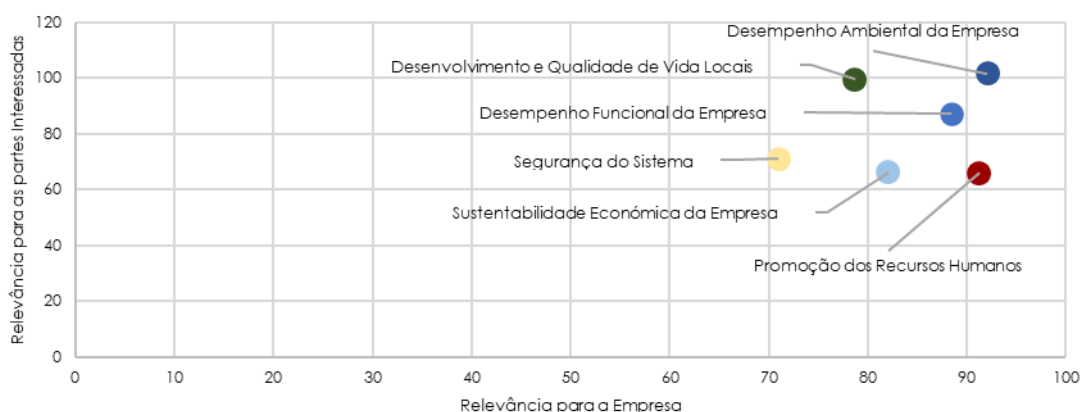 120
Desempenho Ambiental da Empresa
100
Desenvolvimento e Qualidade de Vida Locais
Desempenho Funcional da Empresa
80
Segurança do Sistema
60
Sustentabilidade Económica da Empresa
40
Promoção dos Recursos Humanos
20
0
Relevância para as partes Interessadas
0 10 20 30 40 50 60 70 80 90 100
Relevância para a Empresa